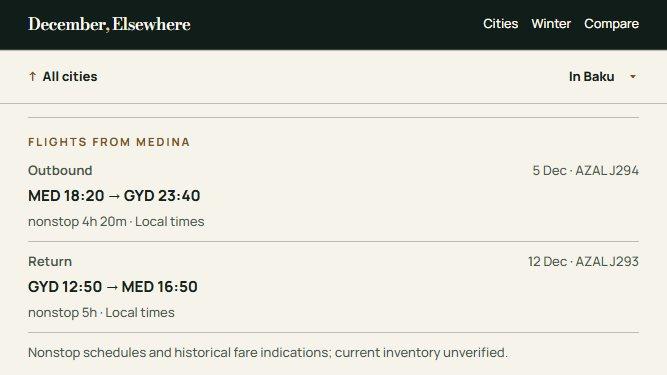 December, Elsewhere
Cities Winter Compare
↑ All cities
In Baku
FLIGHTS FROM MEDINA
Outbound
5 Dec · AZAL J294
MED 18:20 → GYD 23:40
nonstop 4h 20m · Local times
Return
12 Dec · AZAL J293
GYD 12:50 → MED 16:50
nonstop 5h · Local times
Nonstop schedules and historical fare indications; current inventory unverified.